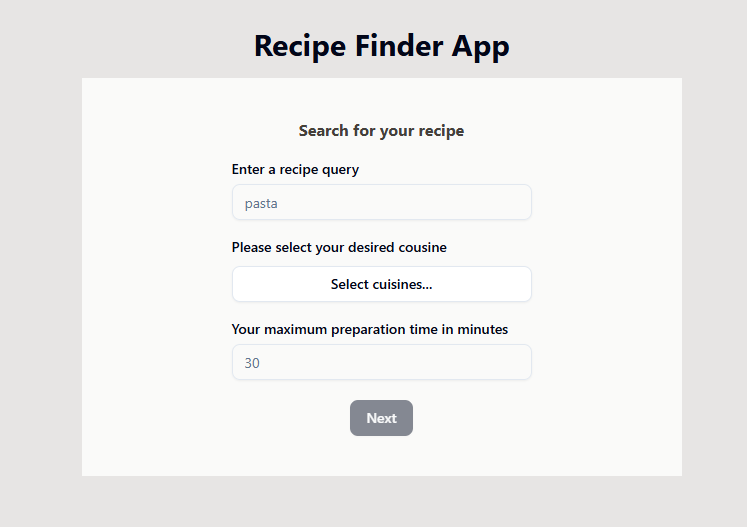 Recipe Finder App
Search for your recipe
Enter a recipe query
pasta
Please select your desired cousine
Select cuisines...
Your maximum preparation time in minutes
30
Next